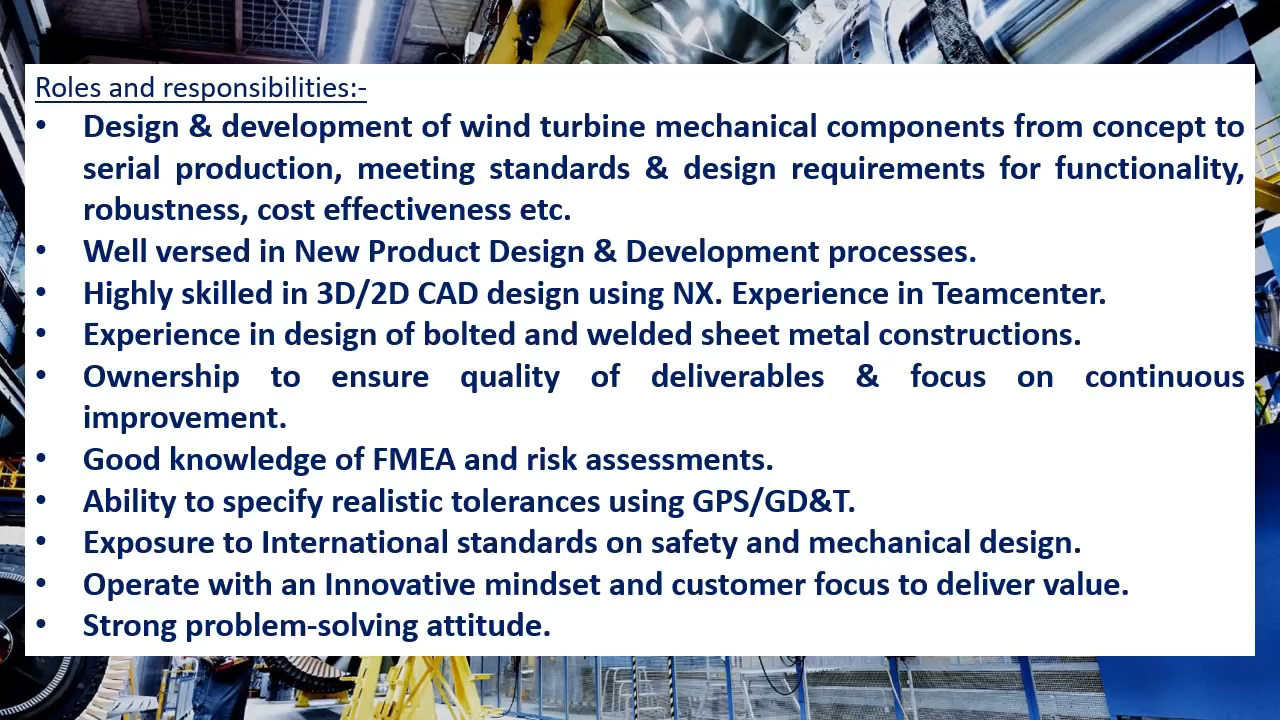 Roles and responsibilities:-
• Design & development of wind turbine mechanical components from concept to
serial production, meeting standards & design requirements for functionality,
robustness, cost effectiveness etc.
• Well versed in New Product Design & Development processes.
• Highly skilled in 3D/2D CAD design using NX. Experience in Teamcenter.
• Experience in design of bolted and welded sheet metal constructions.
• Ownership to ensure quality of deliverables & focus on continuous
improvement.
• Good knowledge of FMEA and risk assessments.
• Ability to specify realistic tolerances using GPS/GD&T.
• Exposure to International standards on safety and mechanical design.
• Operate with an Innovative mindset and customer focus to deliver value.
• Strong problem-solving attitude.